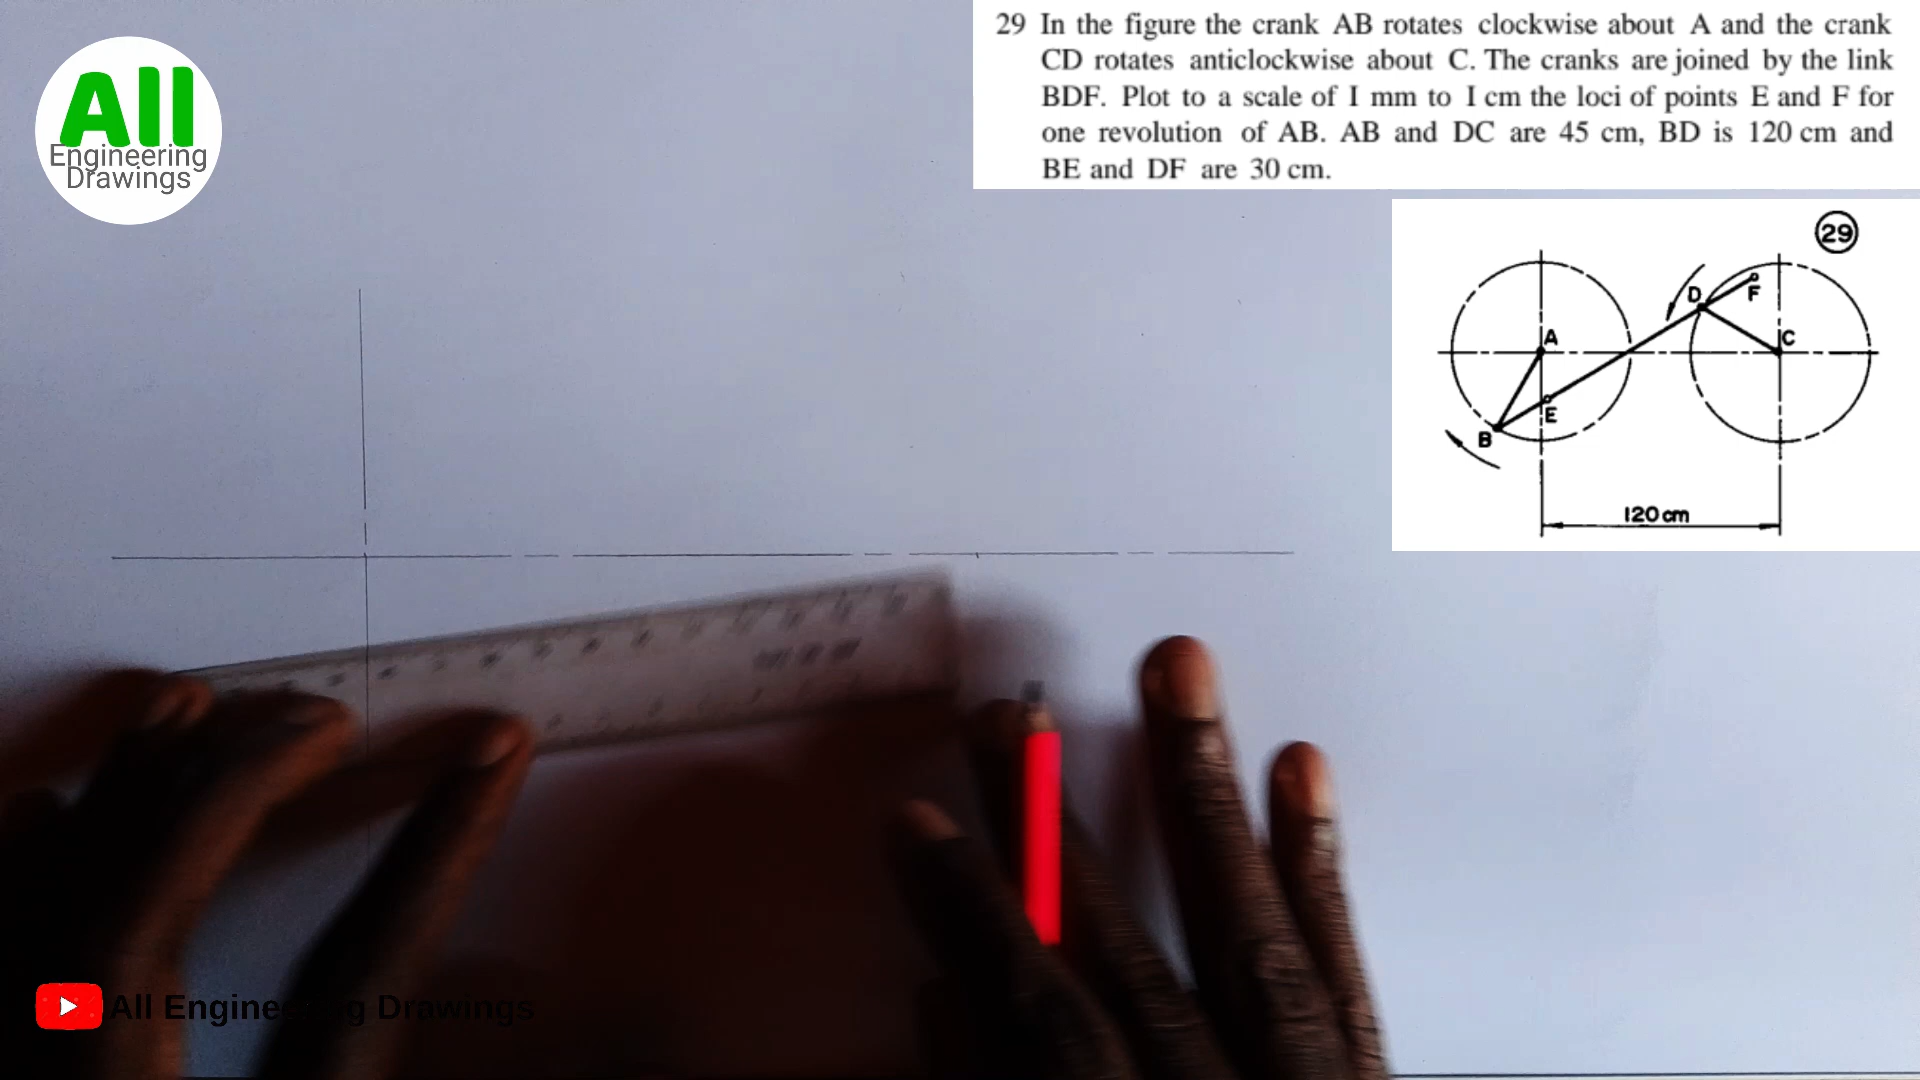 All
Engineering
Drawings
29 In the figure the crank AB rotates clockwise about A and the crank
CD rotates anticlockwise about C. The cranks are joined by the link
BDF. Plot to a scale of I mm to I cm the loci of points E and F for
one revolution of AB. AB and DC are 45 cm, BD is 120 cm and
BE and DF are 30 cm.
29
D
F
A
C
E
B
120 cm
All Engineering Drawings